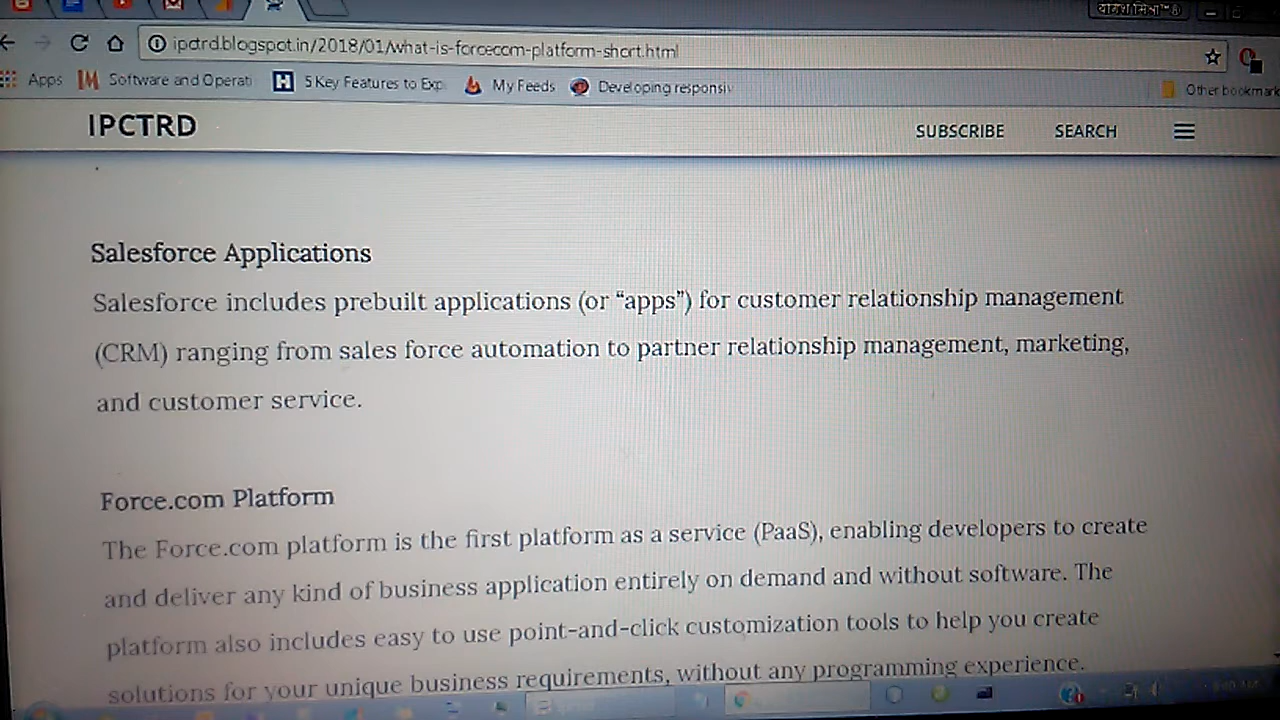 ipctrd.blogspot.in/2018/01/what-is-forcecom-platform-short.html
Apps Software and Operati 5 Key Features to Exp My Feeds Developing responsiv
Other bookmark
IPCTRD SUBSCRIBE SEARCH
Salesforce Applications
Salesforce includes prebuilt applications (or “apps”) for customer relationship management
(CRM) ranging from sales force automation to partner relationship management, marketing,
and customer service.
Force.com Platform
The Force.com platform is the first platform as a service (PaaS), enabling developers to create
and deliver any kind of business application entirely on demand and without software. The
platform also includes easy to use point-and-click customization tools to help you create
solutions for your unique business requirements, without any programming experience.